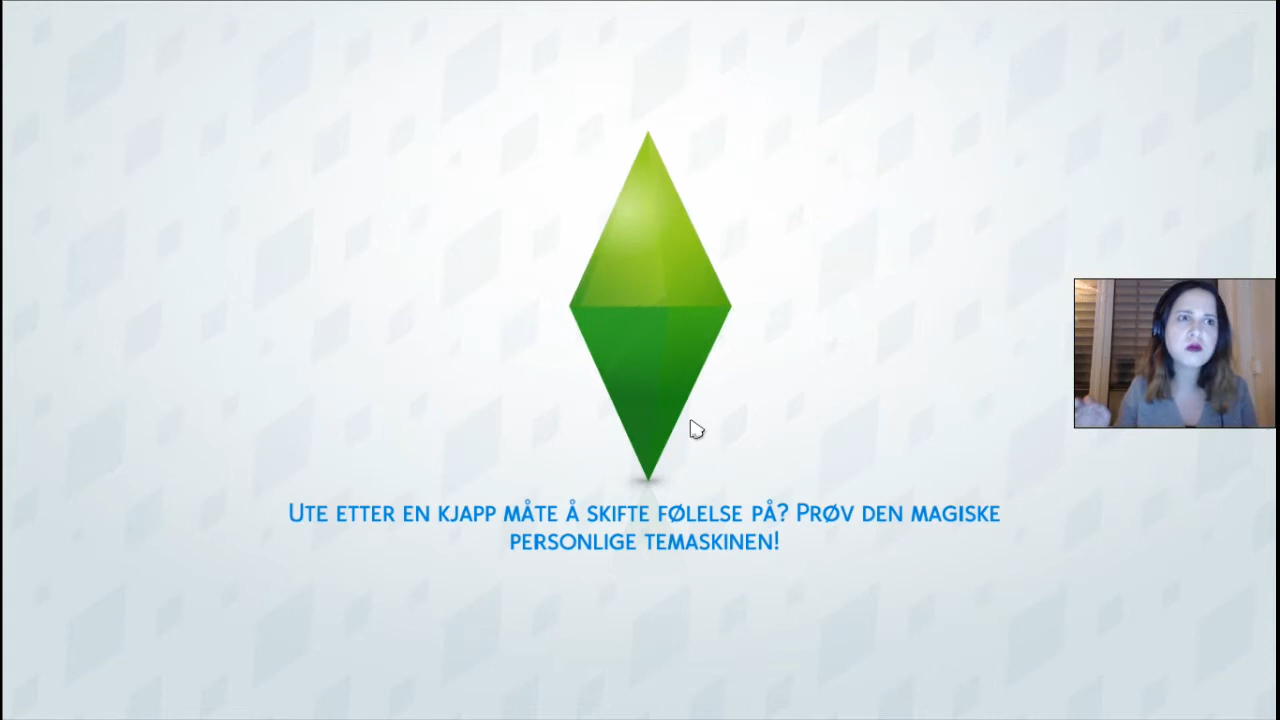 Ute etter en kjapp måte å skifte følelse på? Prøv den magiske
personlige temaskinen!